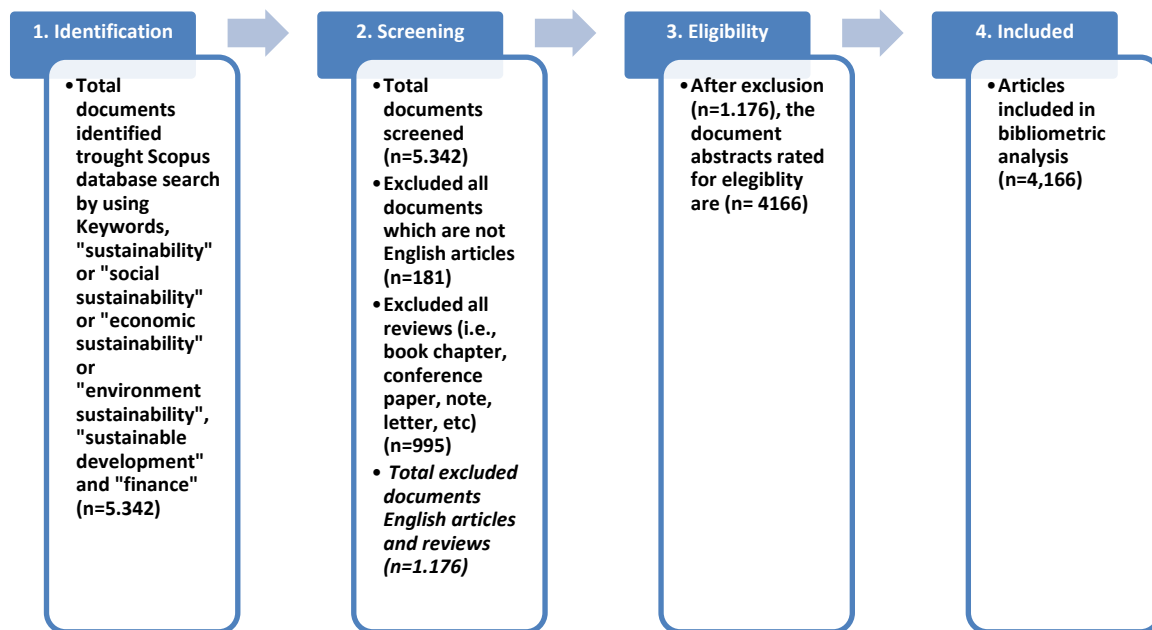 1. Identification
•Total
documents
identified
trought Scopus
database search
by using
Keywords,
"sustainability"
or "social
sustainability"
or "economic
sustainability"
or
"environment
sustainability",
"sustainable
development"
and "finance"
(n=5.342)
2. Screening
•Total
documents
screened
(n=5.342)
•Excluded all
documents
which are not
English articles
(n=181)
•Excluded all
reviews (i.e.,
book chapter,
conference
paper, note,
letter, etc)
(n=995)
• Total excluded
documents
English articles
and reviews
(n=1.176)
3. Eligibility
•After exclusion
(n=1.176), the
document
abstracts rated
for elegiblity
are (n= 4166)
4. Included
•Articles
included in
bibliometric
analysis
(n=4,166)